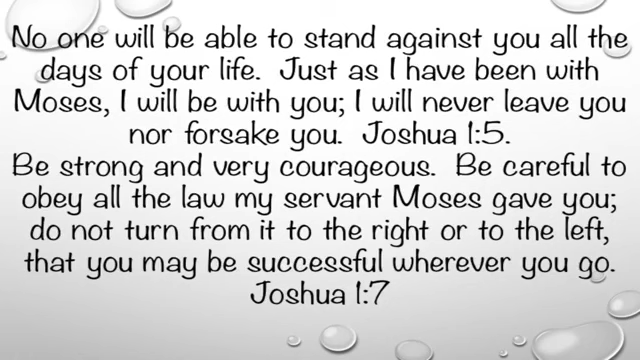 No one will be able to stand against you all the
days of your life.  Just as I have been with
Moses, I will be with you; I will never leave you
nor forsake you.  Joshua 1:5.
Be strong and very courageous.  Be careful to
obey all the law my servant Moses gave you;
do not turn from it to the right or to the left,
that you may be successful wherever you go.
Joshua 1:7